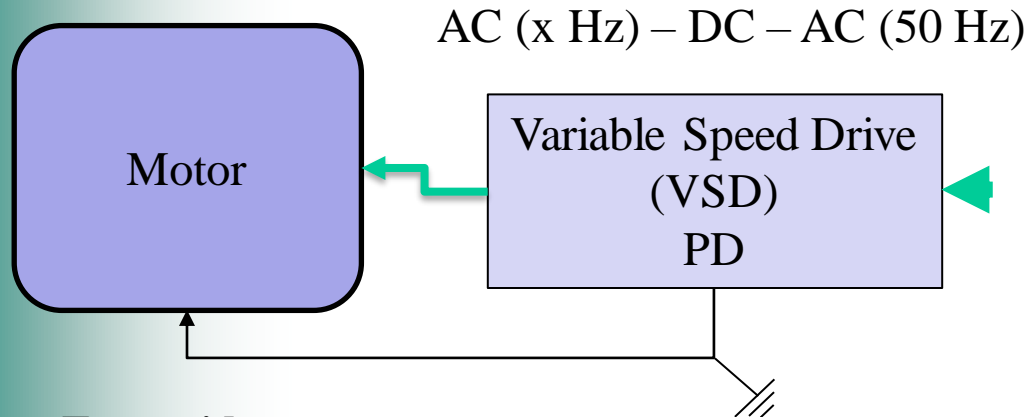 AC (x Hz) – DC – AC (50 Hz)
Motor
Variable Speed Drive
(VSD)
PD